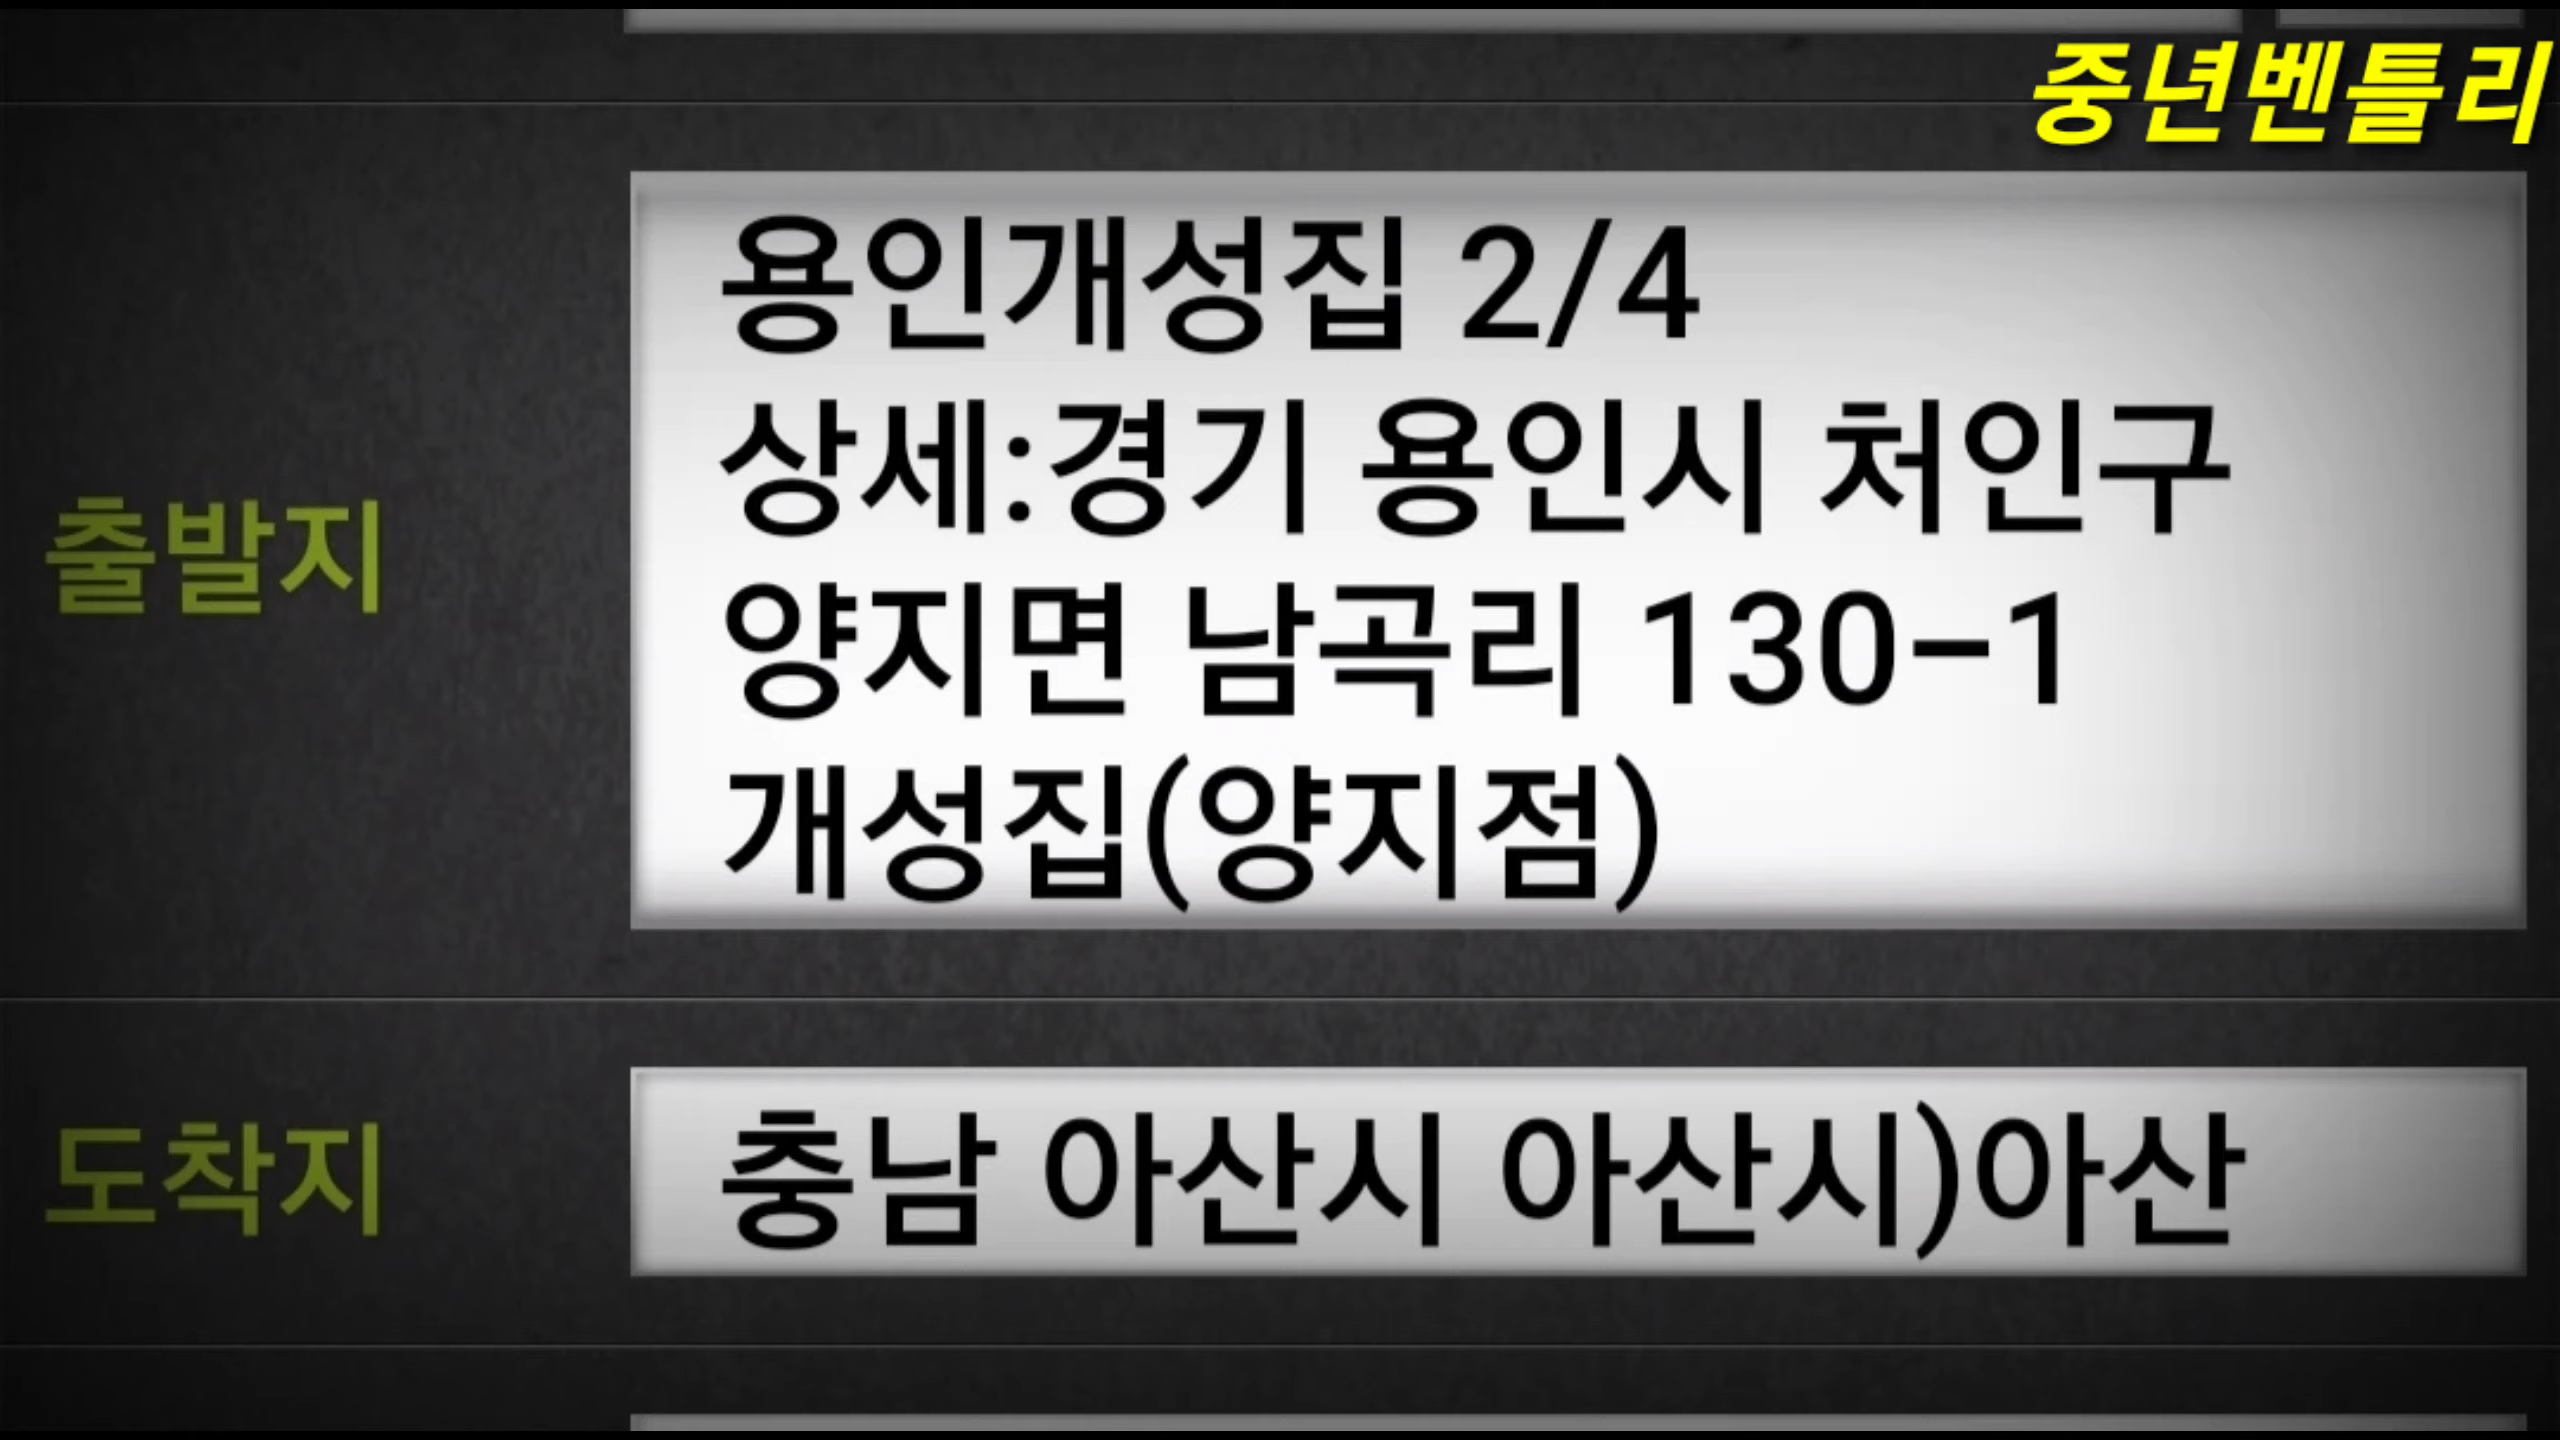 중년벤틀리
출발지
용인개성집 2/4
상세:경기 용인시 처인구
양지면 남곡리 130-1
개성집(양지점)
도착지
충남 아산시 아산시)아산